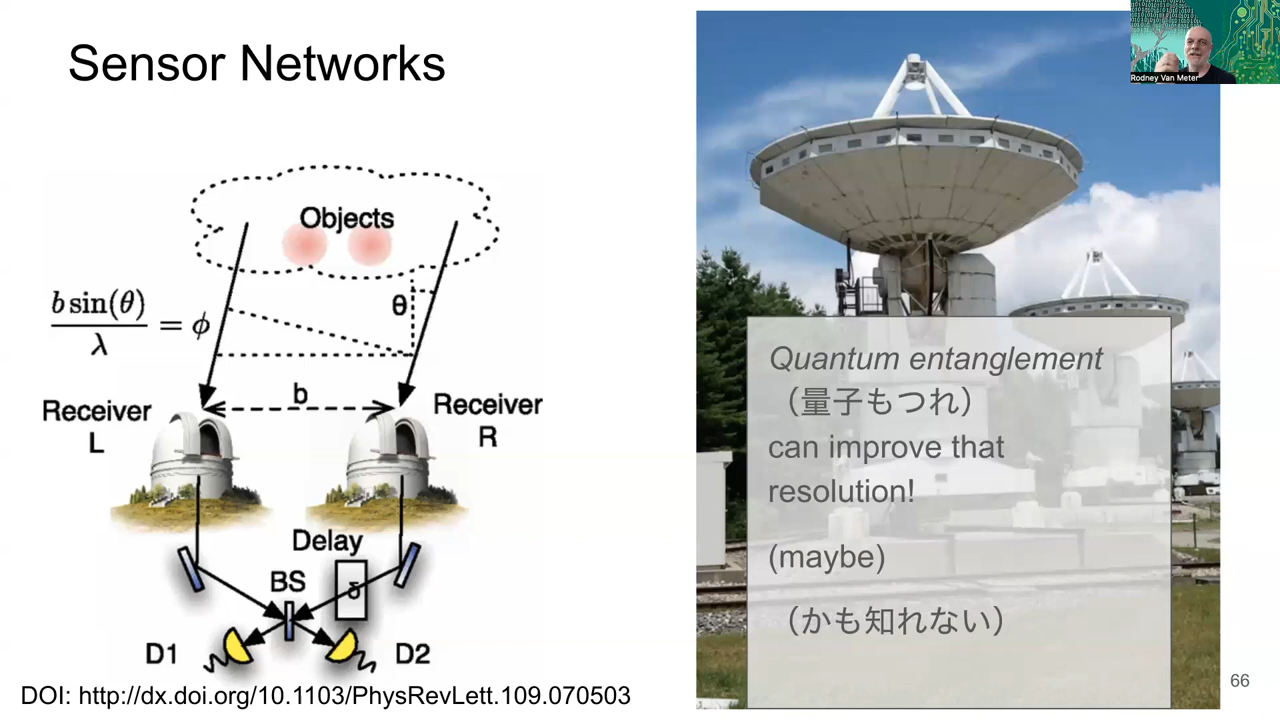 Sensor Networks
Rodney Van Meter
Objects
θ
b sin(θ)
λ
= ϕ
b
Receiver
L
Receiver
R
Delay
δ
BS
D1
D2
DOI: http://dx.doi.org/10.1103/PhysRevLett.109.070503
Quantum entanglement
（量子もつれ）
can improve that
resolution!
(maybe)
（かも知れない）
66